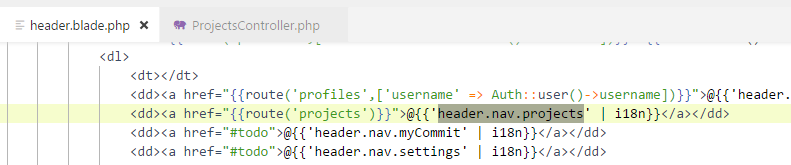 header.blade.php × ProjectsController.php
<dl>
<dt></dt>
<dd><a href="{{route('profiles',['username' => Auth::user()->username])}}">@{{'header.
<dd><a href="{{route('projects')}}">@{{'header.nav.projects' | i18n}}</a></dd>
<dd><a href="#todo">@{{'header.nav.myCommit' | i18n}}</a></dd>
<dd><a href="#todo">@{{'header.nav.settings' | i18n}}</a></dd>